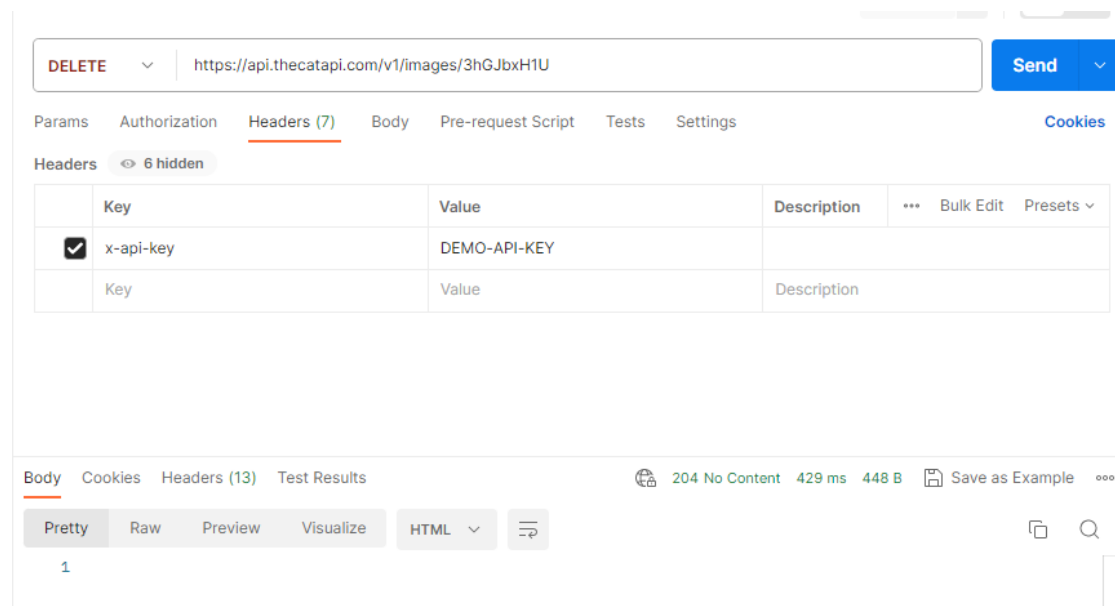 DELETE https://api.thecatapi.com/v1/images/3hGJbxH1U Send
Params Authorization Headers (7) Body Pre-request Script Tests Settings Cookies
Headers 6 hidden
Key Value Description ••• Bulk Edit Presets
x-api-key DEMO-API-KEY
Key Value Description
Body Cookies Headers (13) Test Results 204 No Content 429 ms 448 B Save as Example
Pretty Raw Preview Visualize HTML
1